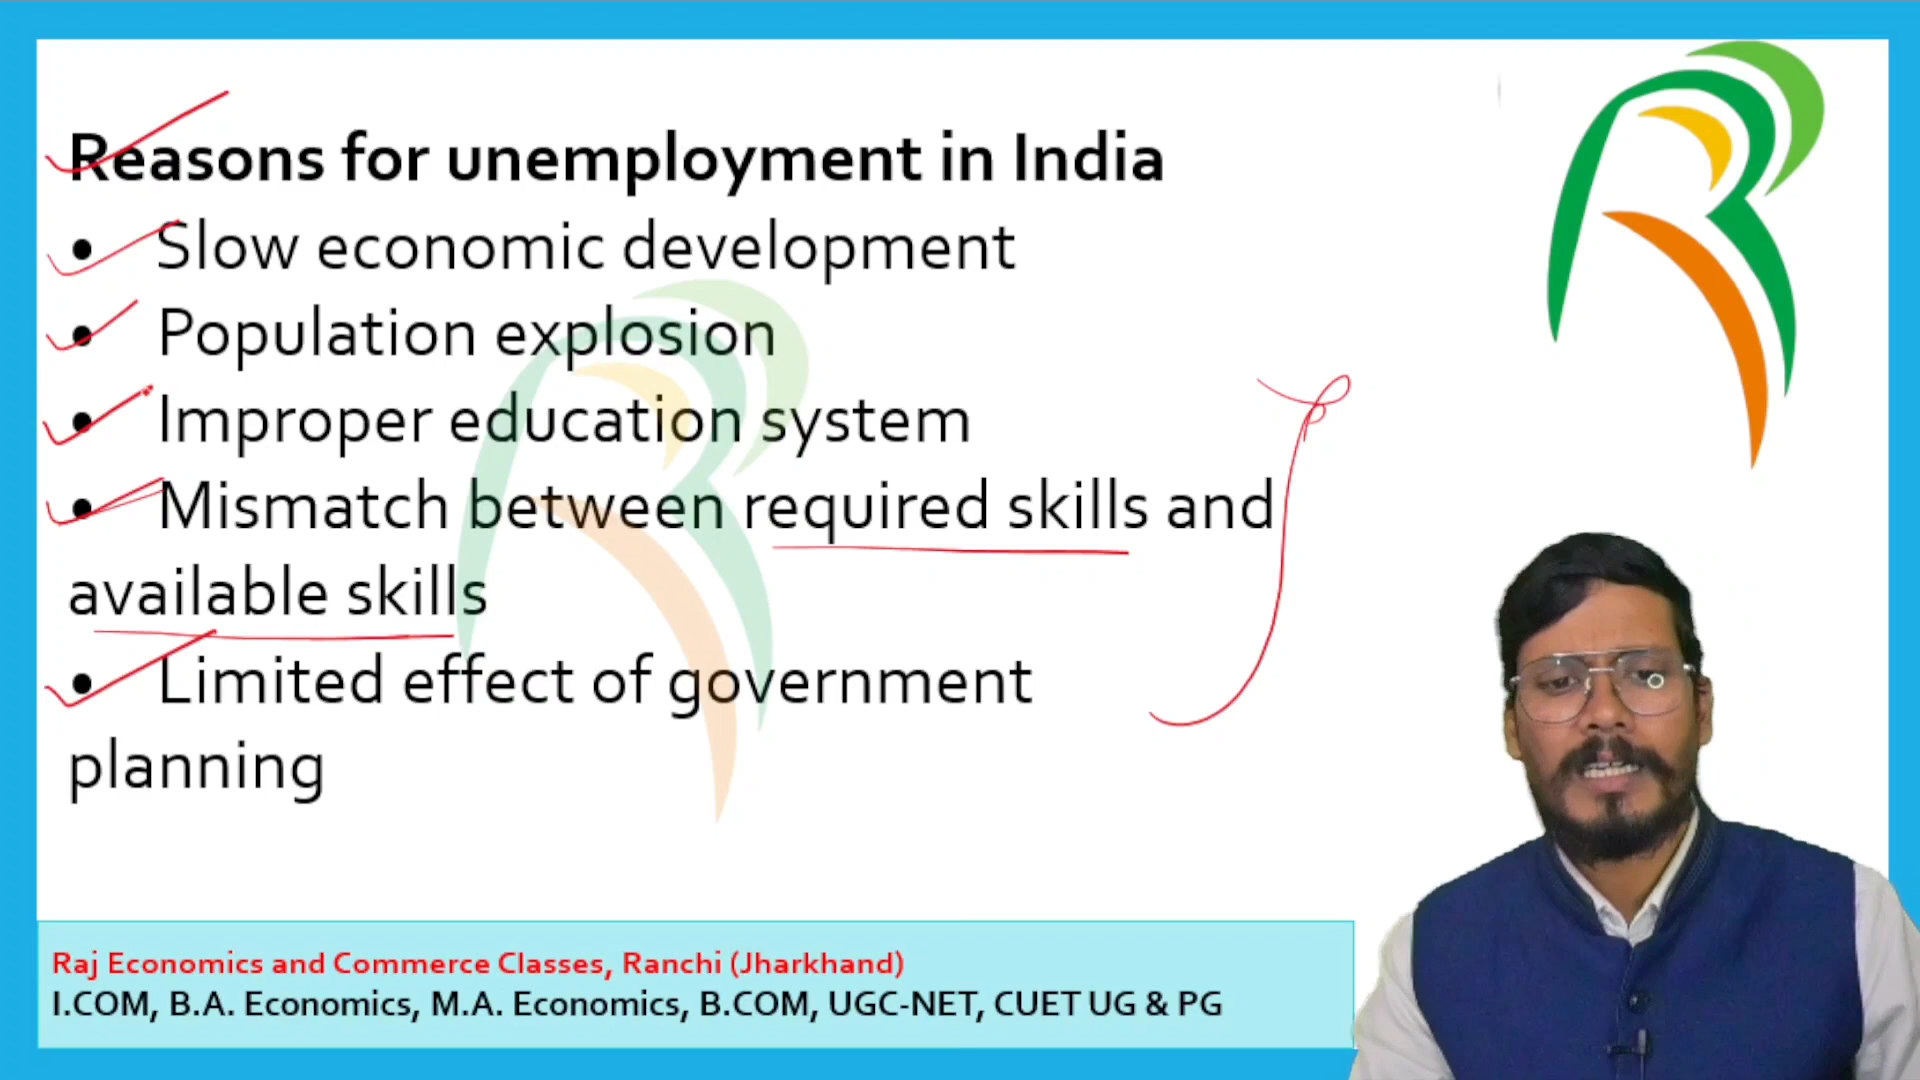 Reasons for unemployment in India
• Slow economic development
• Population explosion
• Improper education system
• Mismatch between required skills and
available skills
• Limited effect of government
planning
Raj Economics and Commerce Classes, Ranchi (Jharkhand)
I.COM, B.A. Economics, M.A. Economics, B.COM, UGC-NET, CUET UG & PG